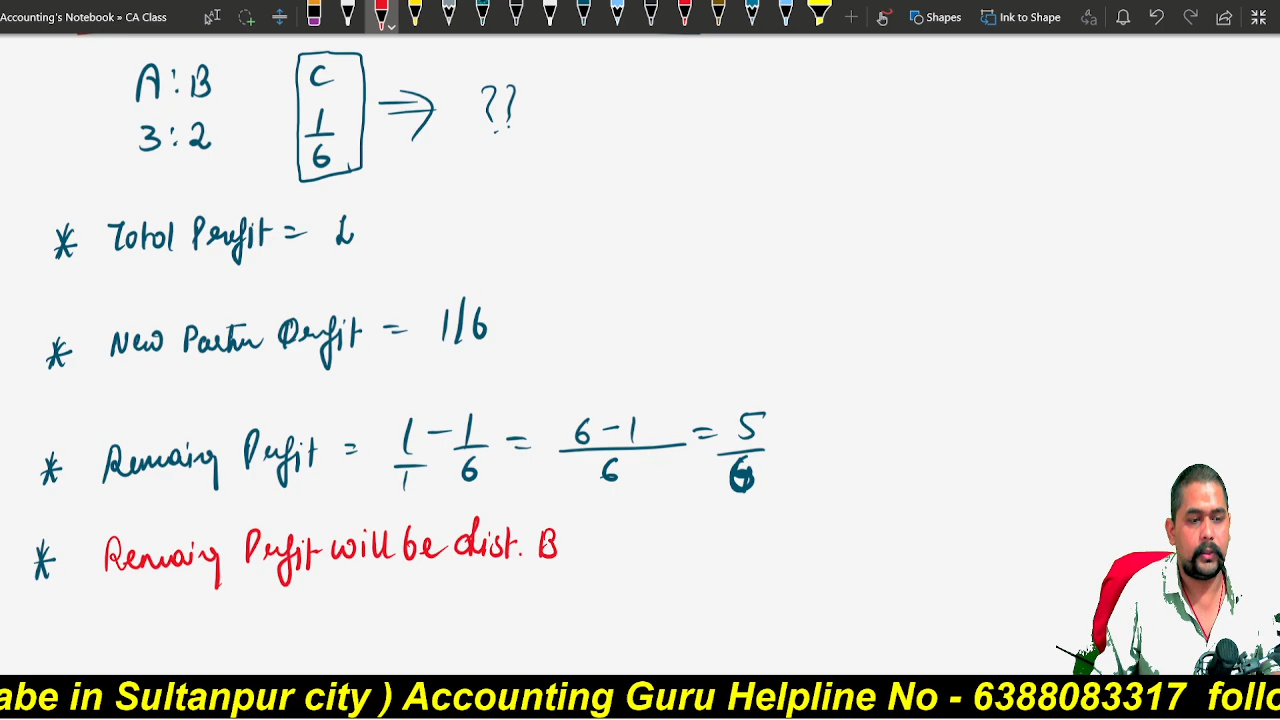 Accounting's Notebook » CA Class
Shapes
Ink to Shape
A : B C
3 : 2 1/6 ⇒ ??
* Total Profit = 1
* New Partner Profit = 1/6
* Remaing Profit = 1/1 - 1/6 = 6-1/6 = 5/6
* Remaing Profit will be dist. B
abe in Sultanpur city ) Accounting Guru Helpline No - 6388083317 follo